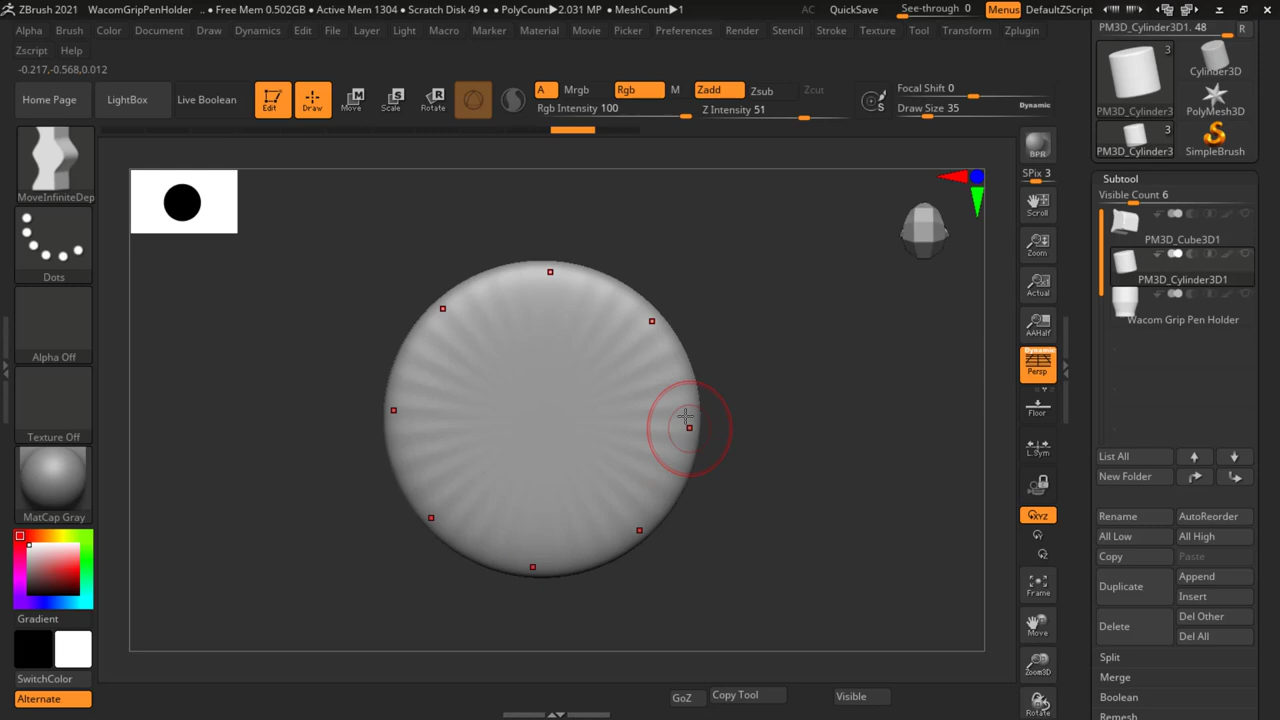 ZBrush 2021 WacomGripPenHolder .. ● Free Mem 0.502GB ● Active Mem 1304 ● Scratch Disk 49 ● PolyCount▸2.031 MP ● MeshCount▸1 AC QuickSave See-through 0 Menus DefaultZScript
Alpha Brush Color Document Draw Dynamics Edit File Layer Light Macro Marker Material Movie Picker Preferences Render Stencil Stroke Texture Tool Transform Zplugin
Zscript Help
-0.217,-0.568,0.012
Home Page LightBox Live Boolean Edit Draw Move Scale Rotate
A Mrgb Rgb M Zadd Zsub Zcut
Rgb Intensity 100 Z Intensity 51
Focal Shift 0
Draw Size 35 Dynamic
MoveInfiniteDep
Dots
Alpha Off
Texture Off
MatCap Gray
Gradient
SwitchColor
Alternate
BPR
SPix 3
Scroll
Zoom
Actual
AAHalf
Dynamic
Persp
Floor
L.Sym
XYZ
Frame
Move
Zoom3D
Rotate
PM3D_Cylinder3D1. 48 R
3
PM3D_Cylinder3
Cylinder3D
PolyMesh3D
3
PM3D_Cylinder3
SimpleBrush
Subtool
Visible Count 6
PM3D_Cube3D1
PM3D_Cylinder3D1
Wacom Grip Pen Holder
List All
New Folder
Rename AutoReorder
All Low All High
Copy Paste
Duplicate Append
Insert
Delete Del Other
Del All
Split
Merge
Boolean
Remesh
GoZ Copy Tool Visible